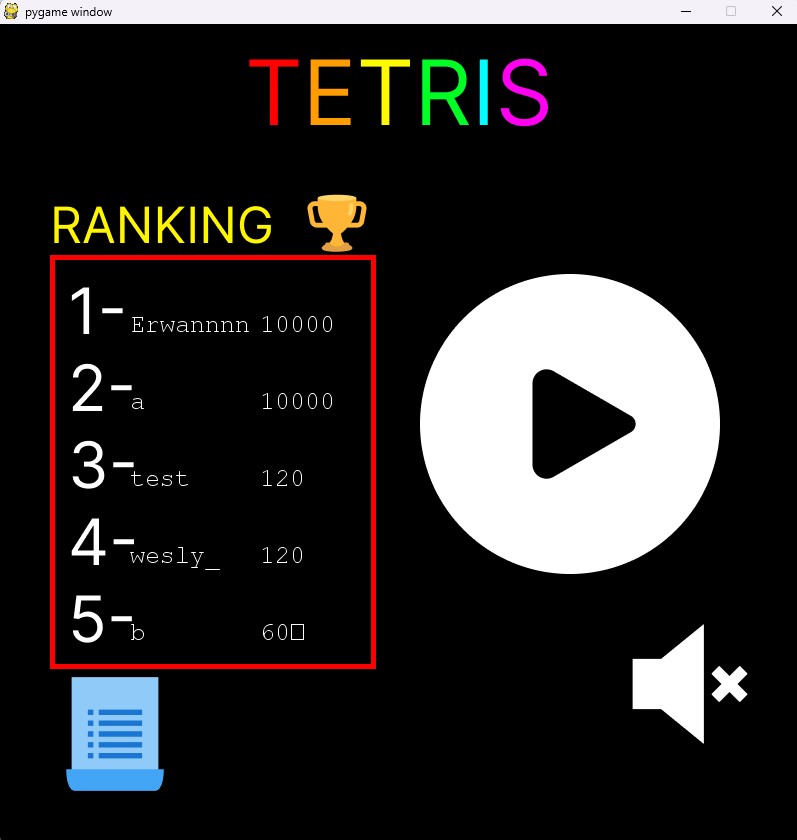 pygame window
TETRIS
RANKING
1- Erwannnn 10000
2- a 10000
3- test 120
4- wesly_ 120
5- b 60□